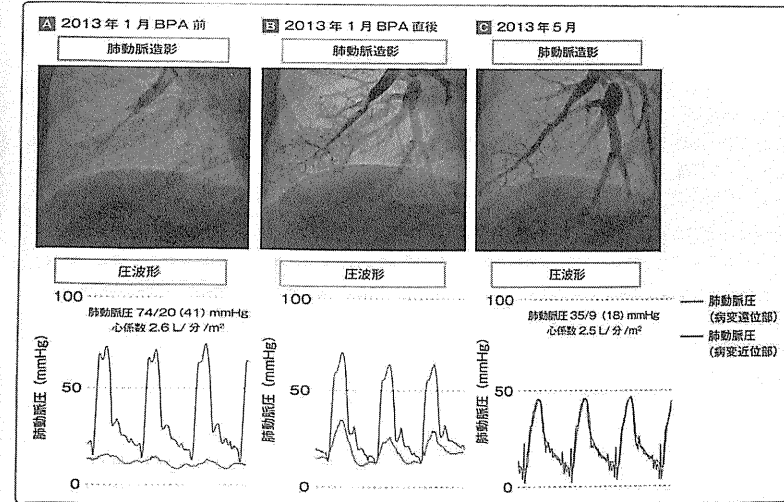 A 2013年1月BPA前
肺動脈造影
B 2013年1月BPA直後
肺動脈造影
C 2013年5月
肺動脈造影
圧波形
100
肺動脈圧 74/20 (41) mmHg
心係数 2.6 L/分/m²
肺動脈圧 (mmHg)
50
0
圧波形
100
肺動脈圧 (mmHg)
50
0
圧波形
100
肺動脈圧 35/9 (18) mmHg
心係数 2.5 L/分/m²
肺動脈圧 (mmHg)
50
0
肺動脈圧
(病変遠位部)
肺動脈圧
(病変近位部)